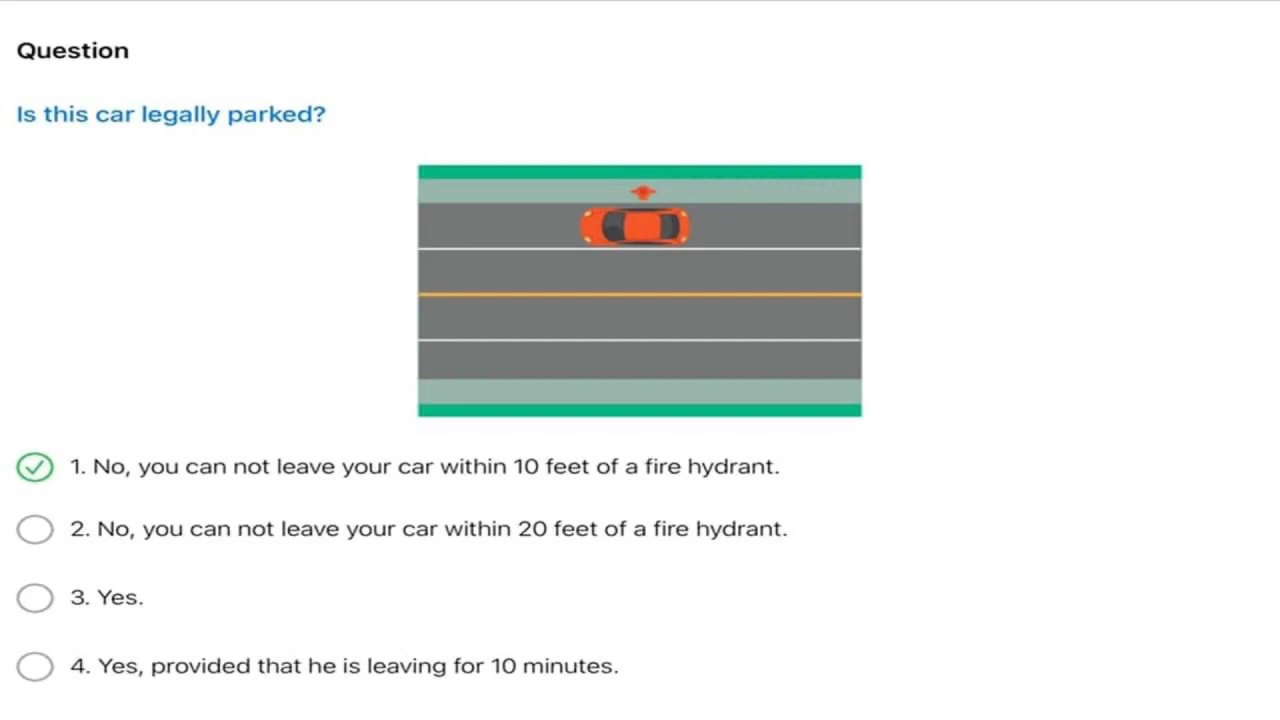 Question
Is this car legally parked?
1. No, you can not leave your car within 10 feet of a fire hydrant.
2. No, you can not leave your car within 20 feet of a fire hydrant.
3. Yes.
4. Yes, provided that he is leaving for 10 minutes.